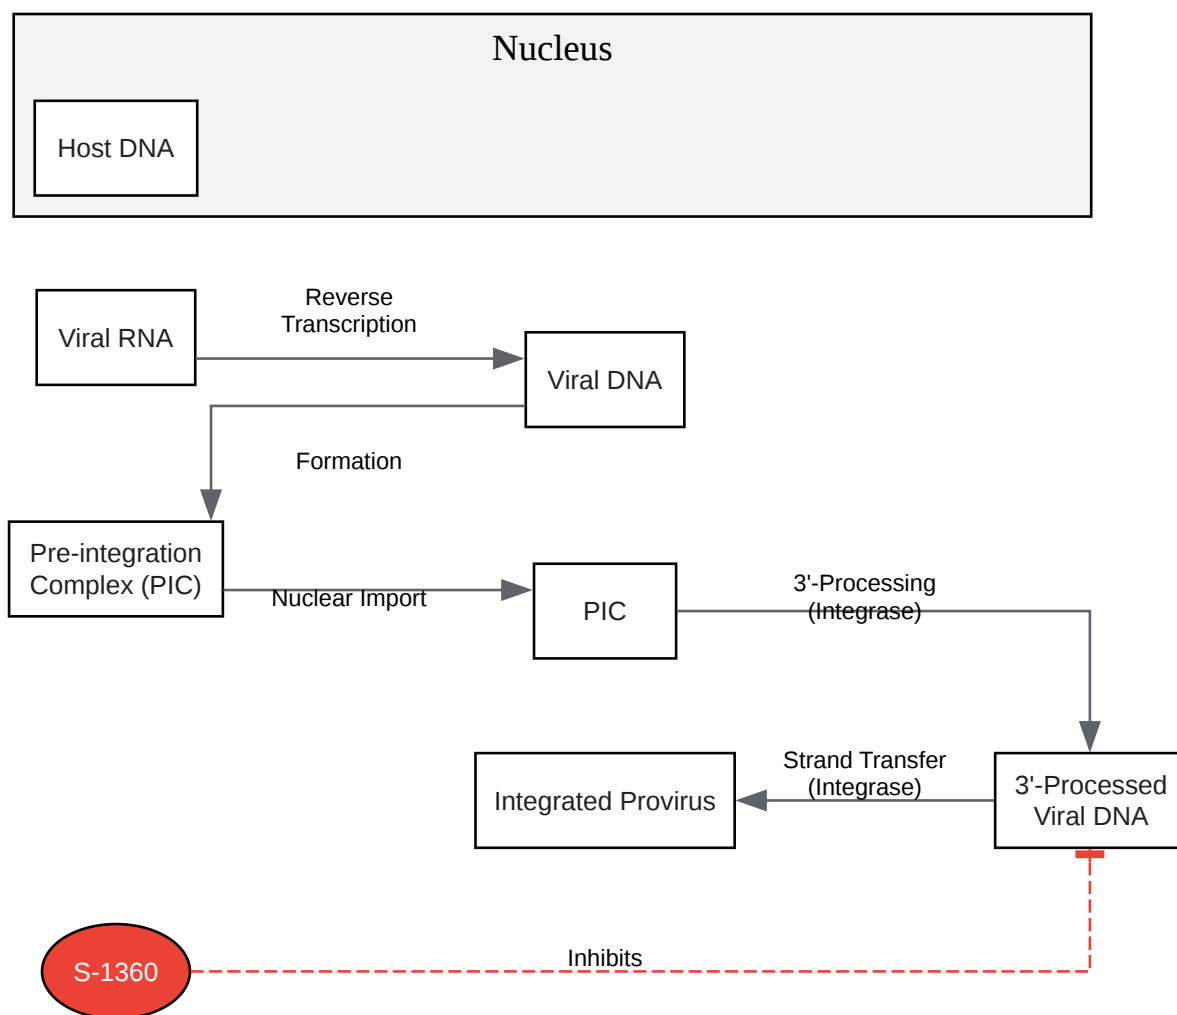 Nucleus
Host DNA
Viral RNA
Reverse
Transcription
Viral DNA
Formation
Pre-integration
Complex (PIC)
Nuclear Import
PIC
3'-Processing
(Integrase)
Integrated Provirus
Strand Transfer
(Integrase)
3'-Processed
Viral DNA
S-1360
Inhibits